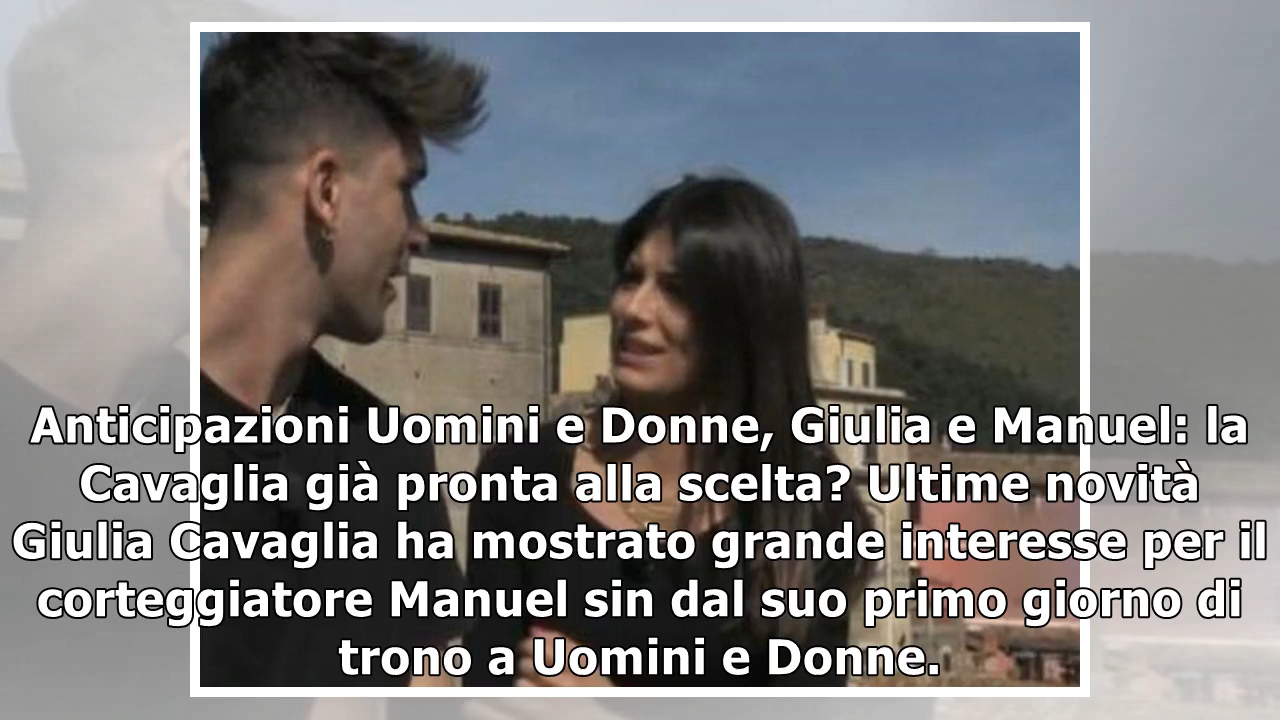 Anticipazioni Uomini e Donne, Giulia e Manuel: la
Cavaglia già pronta alla scelta? Ultime novità
Giulia Cavaglia ha mostrato grande interesse per il
corteggiatore Manuel sin dal suo primo giorno di
trono a Uomini e Donne.